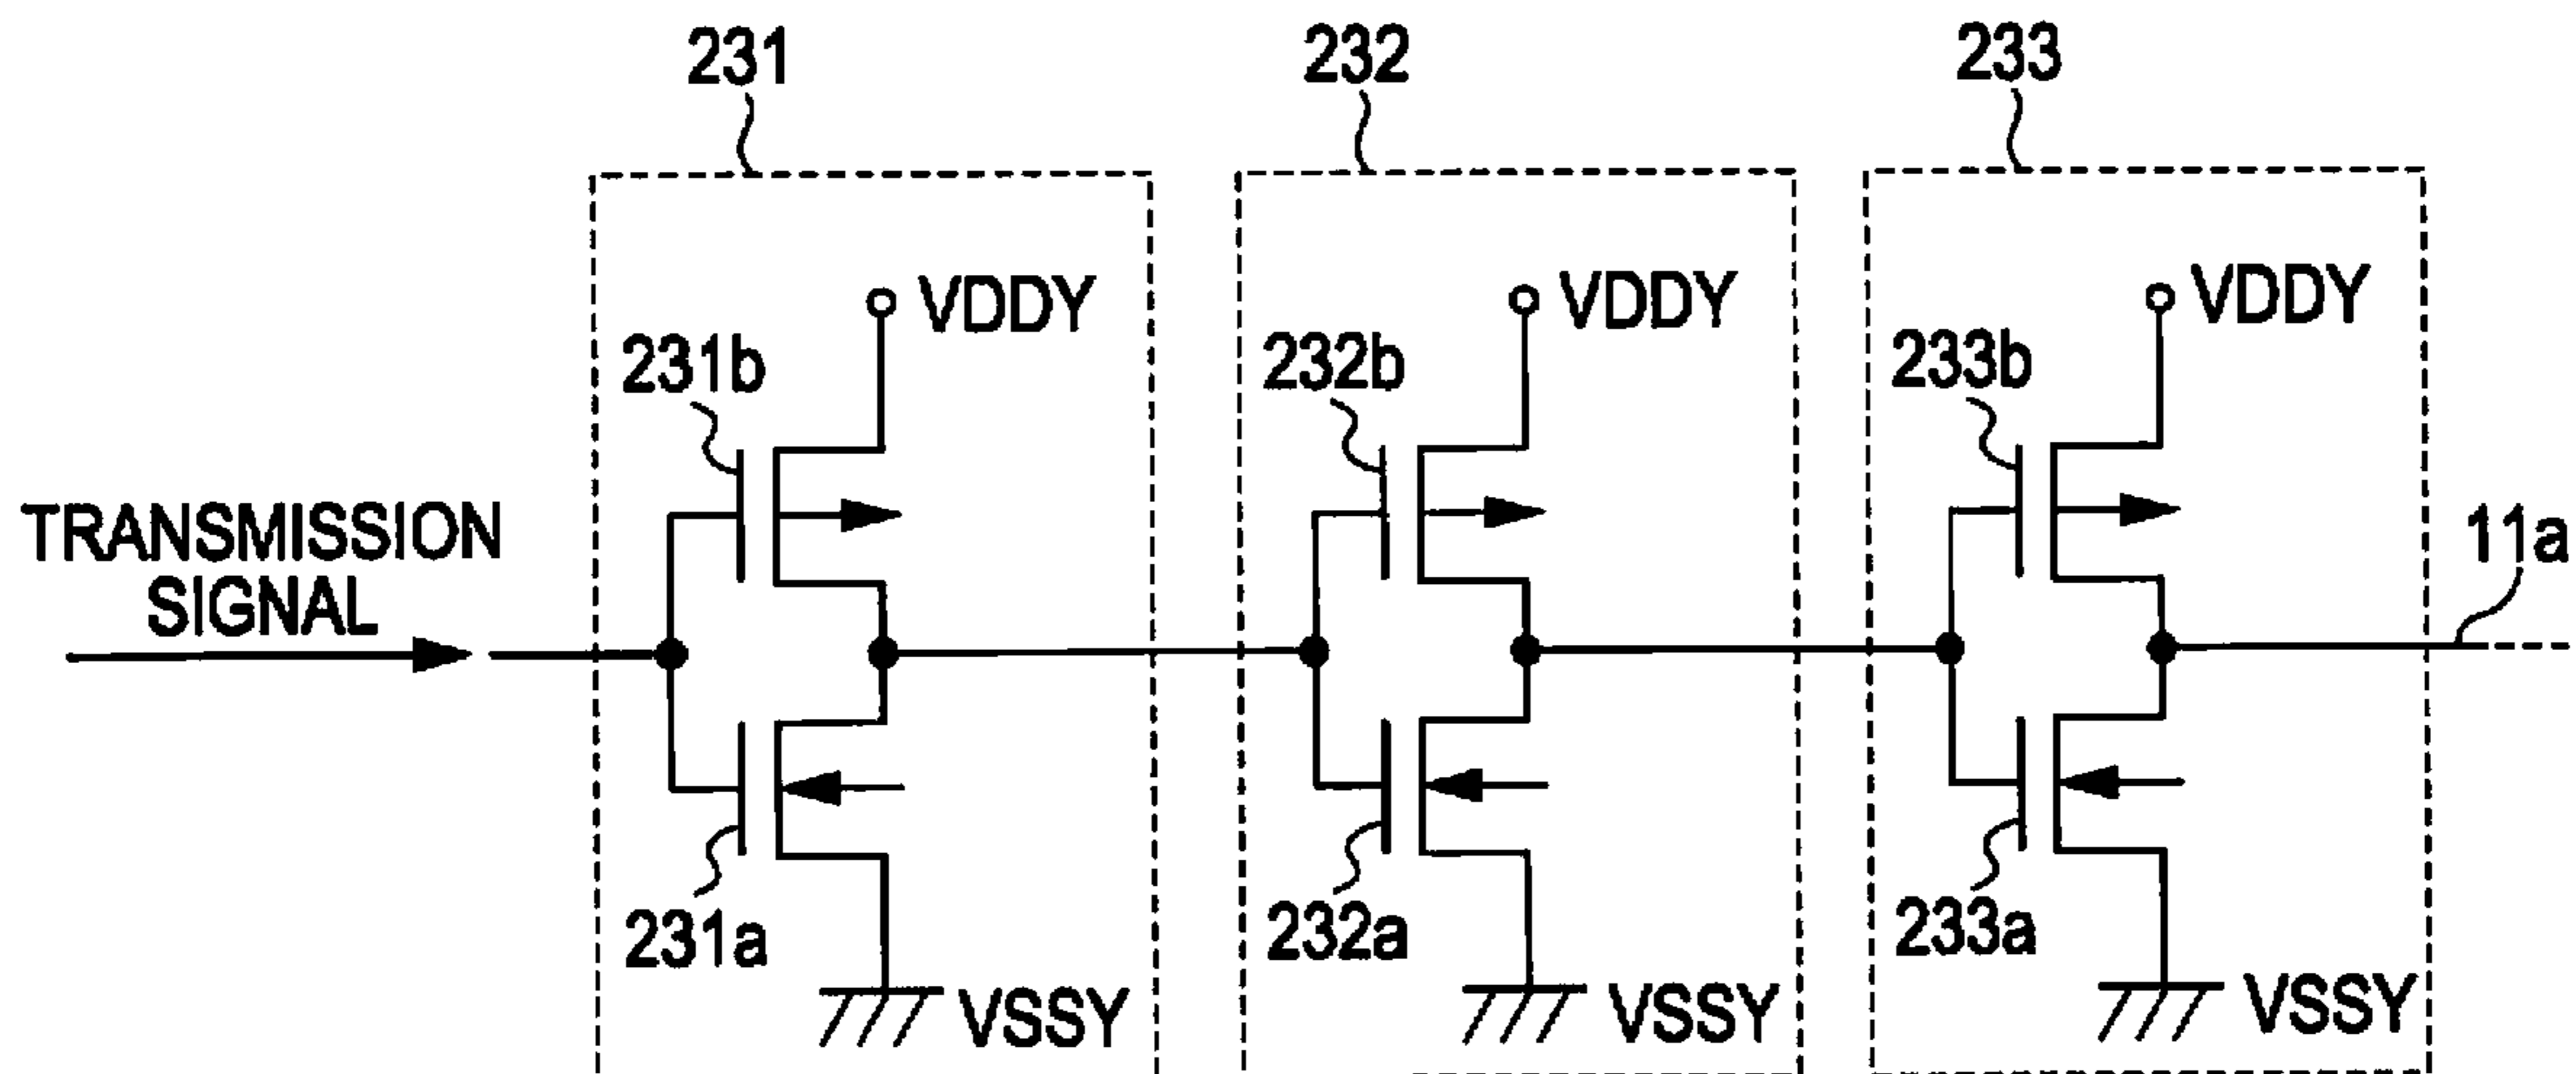 231
232
233
VDDY
VDDY
VDDY
231b
232b
233b
TRANSMISSION
SIGNAL
11a
231a
232a
233a
VSSY
VSSY
VSSY